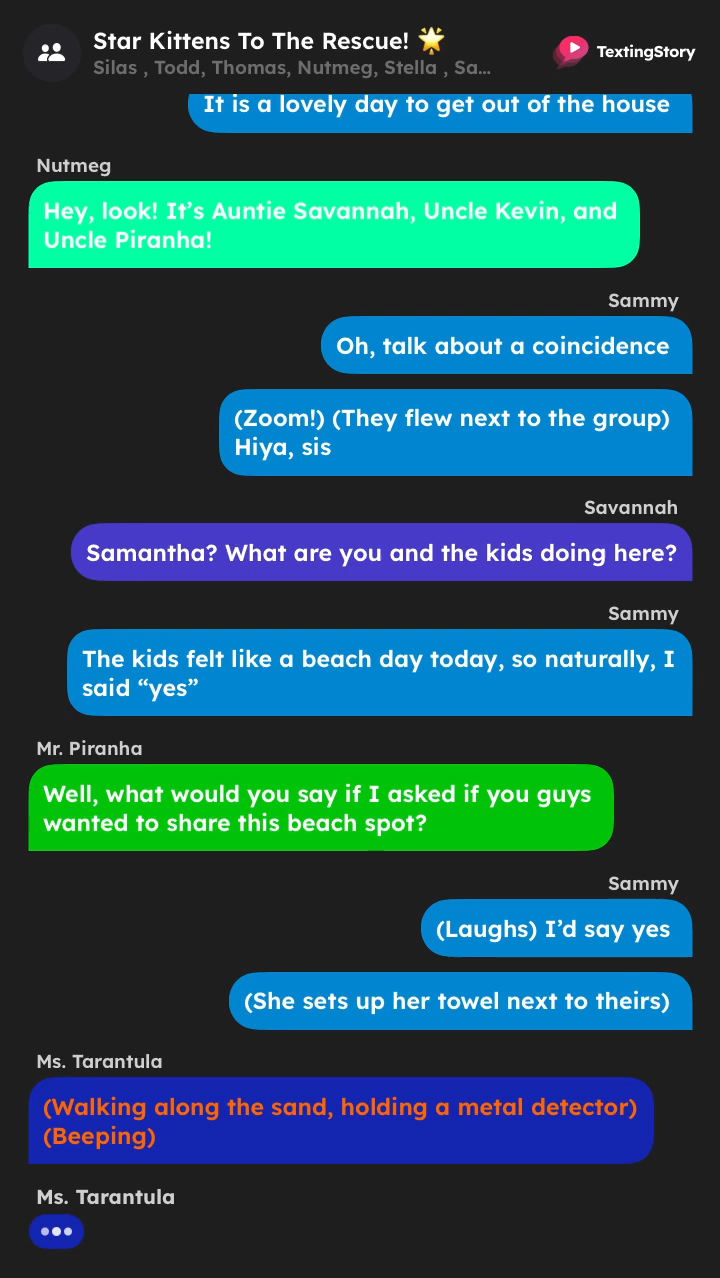 Star Kittens To The Rescue! 🌟
Silas , Todd, Thomas, Nutmeg, Stella , Sa...
TextingStory
It is a lovely day to get out of the house
Nutmeg
Hey, look! It’s Auntie Savannah, Uncle Kevin, and
Uncle Piranha!
Sammy
Oh, talk about a coincidence
(Zoom!) (They flew next to the group)
Hiya, sis
Savannah
Samantha? What are you and the kids doing here?
Sammy
The kids felt like a beach day today, so naturally, I
said “yes”
Mr. Piranha
Well, what would you say if I asked if you guys
wanted to share this beach spot?
Sammy
(Laughs) I’d say yes
(She sets up her towel next to theirs)
Ms. Tarantula
(Walking along the sand, holding a metal detector)
(Beeping)
Ms. Tarantula